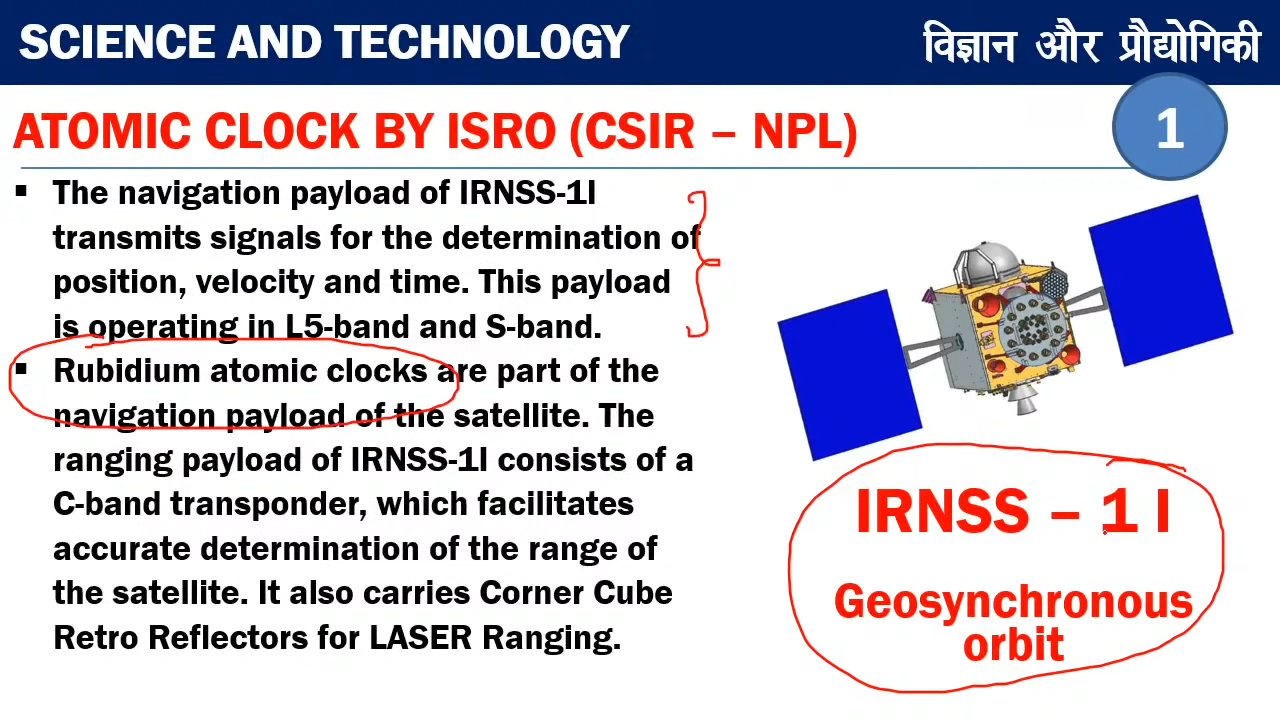 SCIENCE AND TECHNOLOGY
विज्ञान और प्रौद्योगिकी
ATOMIC CLOCK BY ISRO (CSIR – NPL)
1
▪ The navigation payload of IRNSS-1I
transmits signals for the determination of
position, velocity and time. This payload
is operating in L5-band and S-band.
▪ Rubidium atomic clocks are part of the
navigation payload of the satellite. The
ranging payload of IRNSS-1I consists of a
C-band transponder, which facilitates
accurate determination of the range of
the satellite. It also carries Corner Cube
Retro Reflectors for LASER Ranging.
IRNSS – 1 I
Geosynchronous
orbit